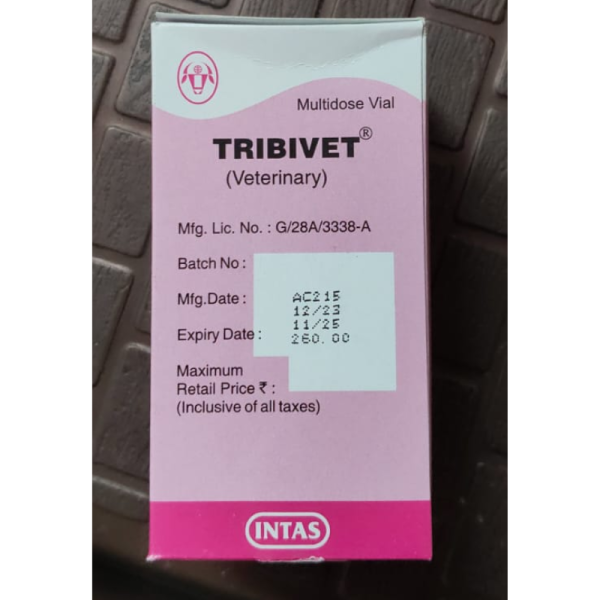 Multidose Vial
TRIBIVET®
(Veterinary)
Mfg. Lic. No. : G/28A/3338-A
Batch No :
Mfg.Date : AC215
12/23
Expiry Date : 11/25
260.00
Maximum
Retail Price ₹ :
(Inclusive of all taxes)
INTAS